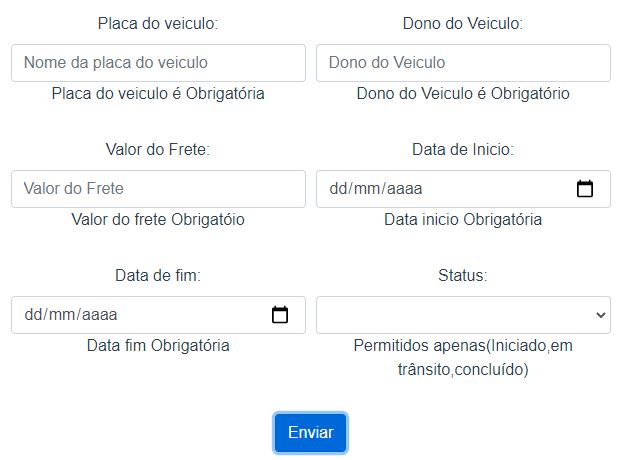 Placa do veiculo:
Dono do Veiculo:
Nome da placa do veiculo
Dono do Veiculo
Placa do veiculo é Obrigatória
Dono do Veiculo é Obrigatório
Valor do Frete:
Data de Inicio:
Valor do Frete
dd/mm/aaaa
Valor do frete Obrigatóio
Data inicio Obrigatória
Data de fim:
Status:
dd/mm/aaaa
Data fim Obrigatória
Permitidos apenas(Iniciado,em
trânsito,concluído)
Enviar